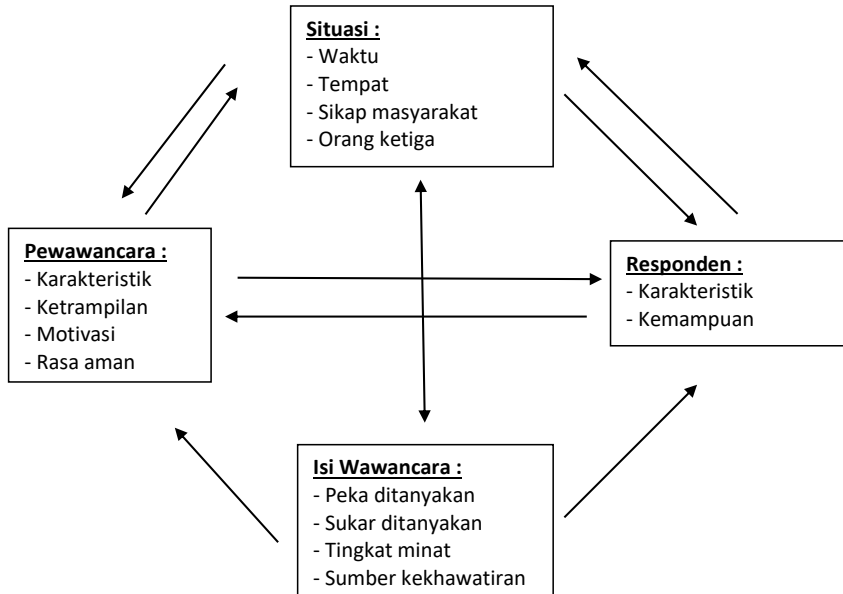 Situasi :
- Waktu
- Tempat
- Sikap masyarakat
- Orang ketiga
Pewawancara :
- Karakteristik
- Ketrampilan
- Motivasi
- Rasa aman
Responden :
- Karakteristik
- Kemampuan
Isi Wawancara :
- Peka ditanyakan
- Sukar ditanyakan
- Tingkat minat
- Sumber kekhawatiran